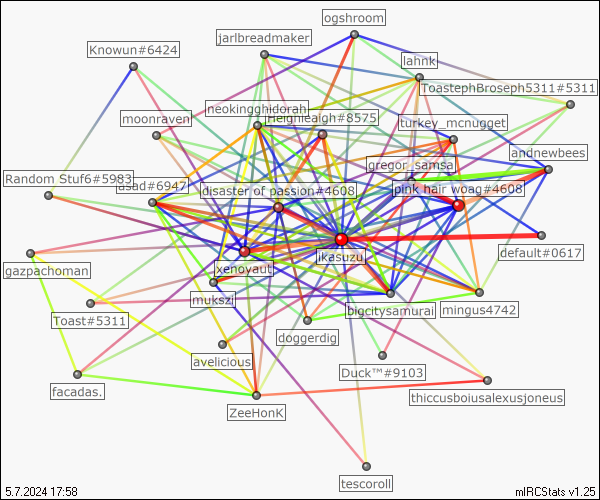 ogshroom
jarlbreadmaker
Knowun#6424
lahnk
ToastephBroseph5311#5311
neokingghidorah
Heighleaigh#8575
moonraven
turkey_mcnugget
andnewbees
gregor_samsa
Random Stuf6#5983
asad#6947
disaster of passion#4608
pink hair woag#4608
default#0617
ikasuzu
xenoyaut
gazpachoman
mukszi
bigcitysamurai
mingus4742
Toast#5311
doggerdig
avelicious
Duck™#9103
facadas.
thiccusboiusalexusjoneus
ZeeHonK
tescoroll
5.7.2024 17:58
mIRCStats v1.25